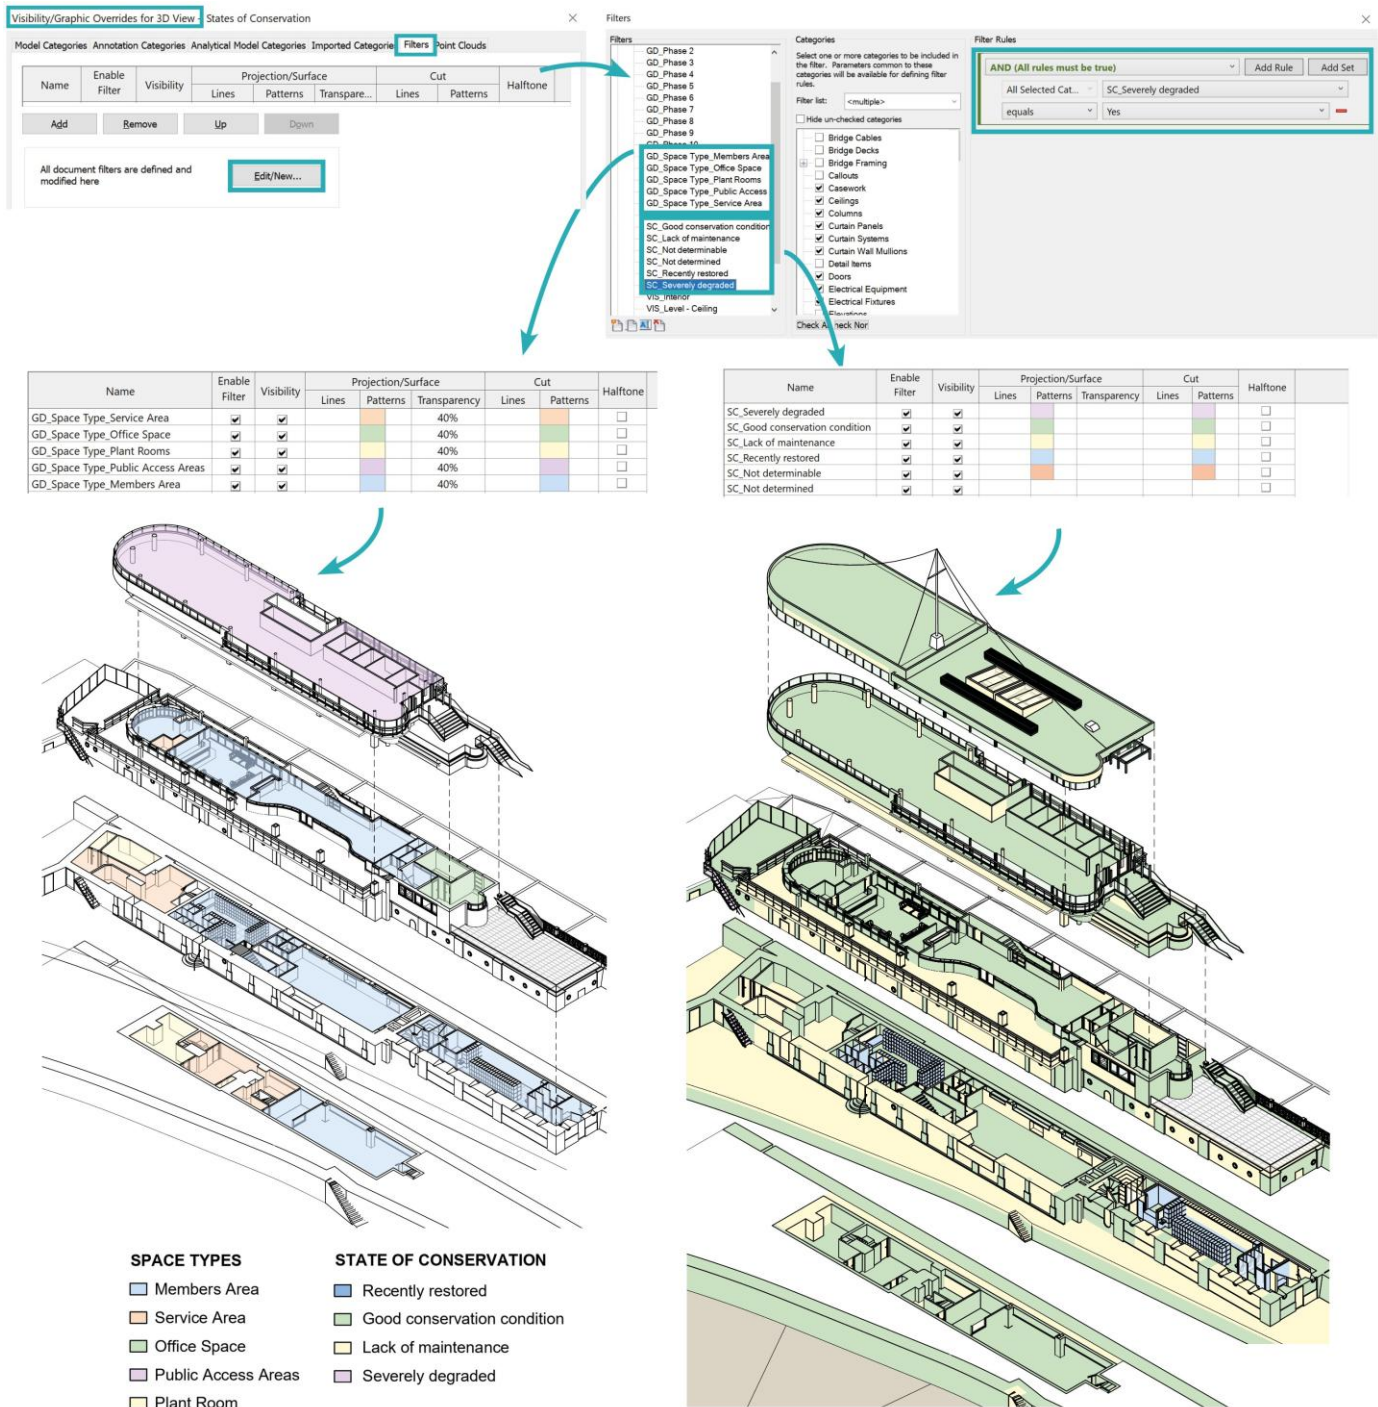 Visibility/Graphic Overrides for 3D View - States of Conservation
Model Categories Annotation Categories Analytical Model Categories Imported Categorie Filters Point Clouds
Name Enable Filter Visibility Projection/Surface Cut Halftone
Lines Patterns Transpare... Lines Patterns
Add Remove Up Down
All document filters are defined and
modified here
Edit/New...
Filters
Filters
GD_Phase 2
GD_Phase 3
GD_Phase 4
GD_Phase 5
GD_Phase 6
GD_Phase 7
GD_Phase 8
GD_Phase 9
GD_Phase 10
GD_Space Type_Members Area
GD_Space Type_Office Space
GD_Space Type_Plant Rooms
GD_Space Type_Public Access
GD_Space Type_Service Area
SC_Good conservation condition
SC_Lack of maintenance
SC_Not determinable
SC_Not determined
SC_Recently restored
SC_Severely degraded
VIS_Interior
VIS_Level - Ceiling
Categories
Select one or more categories to be included in
the filter. Parameters common to these
categories will be available for defining filter
rules.
Filter list: <multiple>
Hide un-checked categories
Bridge Cables
Bridge Decks
Bridge Framing
Callouts
Casework
Ceilings
Columns
Curtain Panels
Curtain Systems
Curtain Wall Mullions
Detail Items
Doors
Electrical Equipment
Electrical Fixtures
Elevations
Check A neck Nor
Filter Rules
AND (All rules must be true) Add Rule Add Set
All Selected Cat... SC_Severely degraded
equals Yes
Name Enable Filter Visibility Projection/Surface Cut Halftone
Lines Patterns Transparency Lines Patterns
GD_Space Type_Service Area 40%
GD_Space Type_Office Space 40%
GD_Space Type_Plant Rooms 40%
GD_Space Type_Public Access Areas 40%
GD_Space Type_Members Area 40%
Name Enable Filter Visibility Projection/Surface Cut Halftone
Lines Patterns Transparency Lines Patterns
SC_Severely degraded
SC_Good conservation condition
SC_Lack of maintenance
SC_Recently restored
SC_Not determinable
SC_Not determined
SPACE TYPES
Members Area
Service Area
Office Space
Public Access Areas
Plant Room
STATE OF CONSERVATION
Recently restored
Good conservation condition
Lack of maintenance
Severely degraded